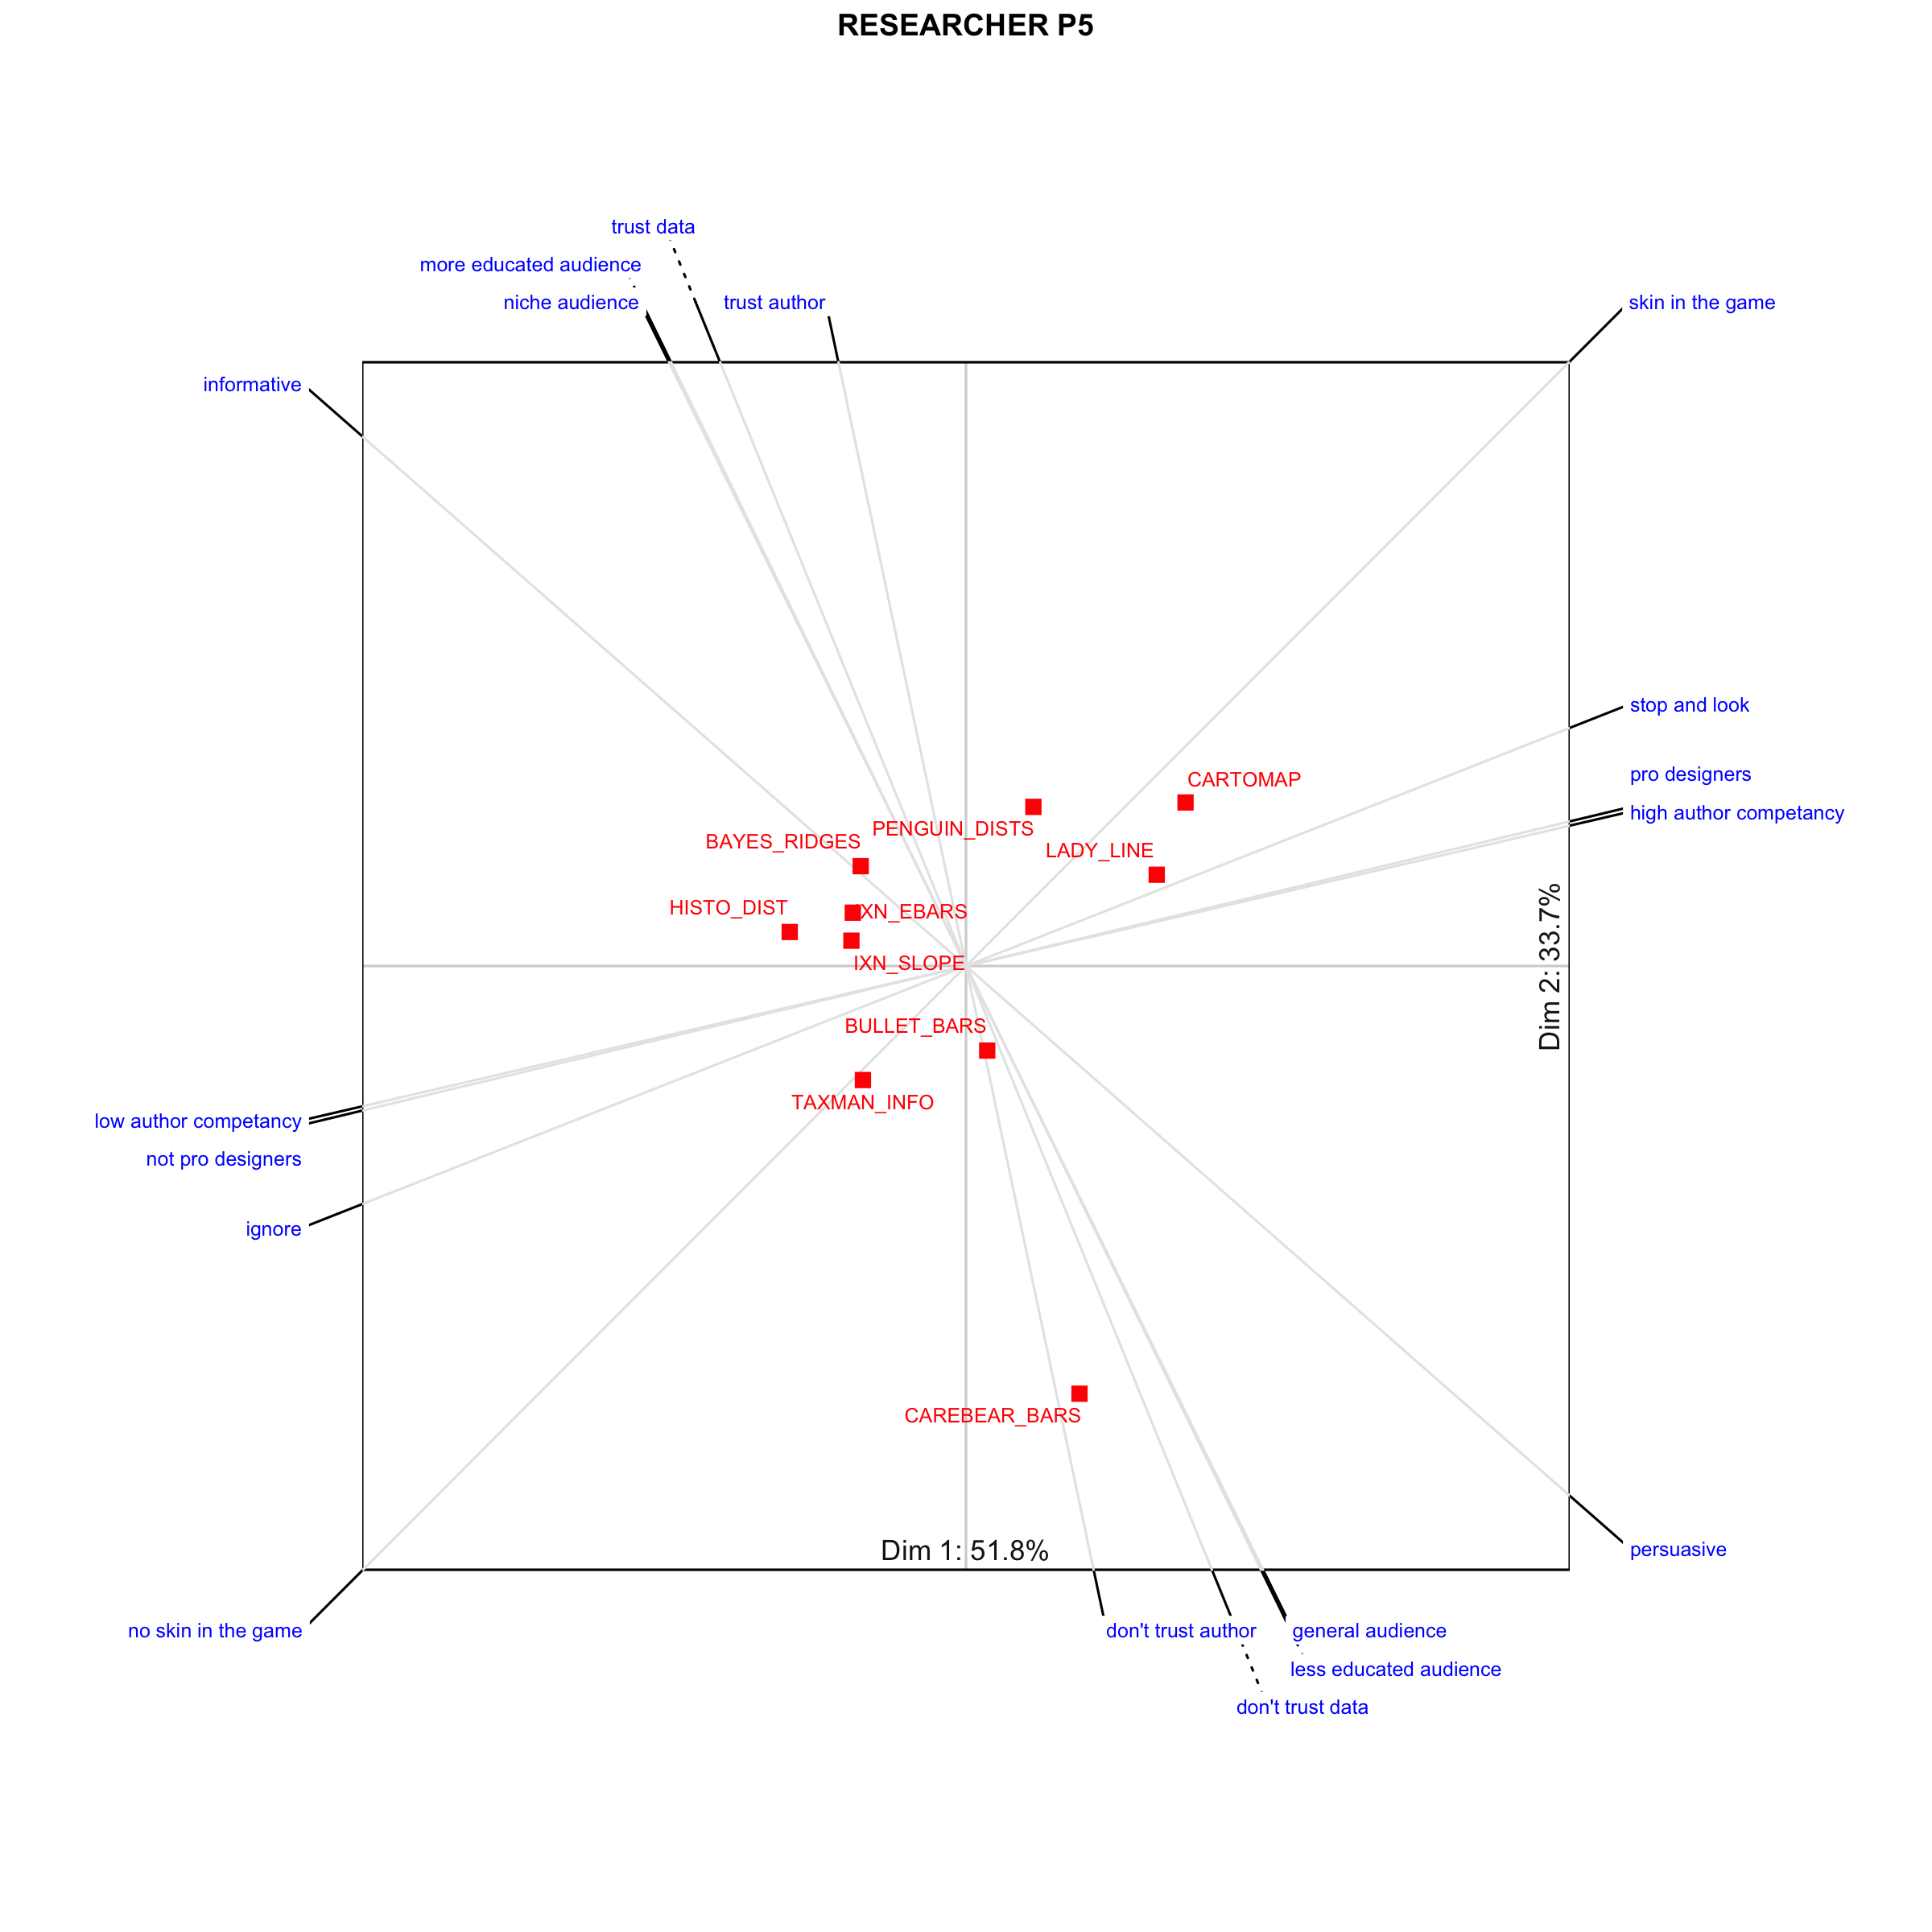 RESEARCHER P5
trust data
more educated audience
niche audience
trust author
skin in the game
informative
stop and look
pro designers
high author competancy
CARTOMAP
PENGUIN_DISTS
BAYES_RIDGES
LADY_LINE
HISTO_DIST
IXN_EBARS
IXN_SLOPE
Dim 2: 33.7%
BULLET_BARS
TAXMAN_INFO
low author competancy
not pro designers
ignore
CAREBEAR_BARS
Dim 1: 51.8%
persuasive
no skin in the game
don't trust author
general audience
less educated audience
don't trust data